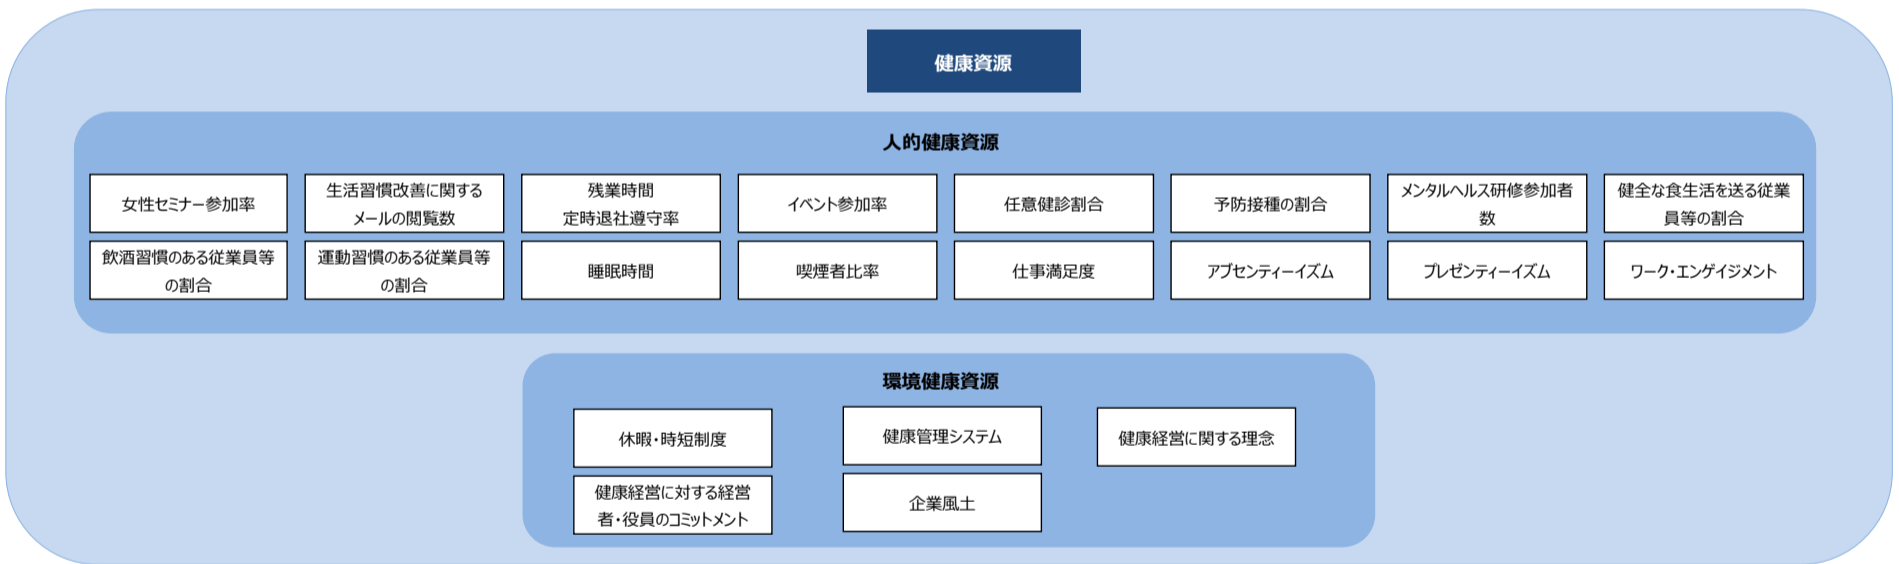 健康資源
人的健康資源
女性セミナー参加率
生活習慣改善に関する
メールの閲覧数
残業時間
定時退社遵守率
イベント参加率
任意健診割合
予防接種の割合
メンタルヘルス研修参加者
数
健全な食生活を送る従業
員等の割合
飲酒習慣のある従業員等
の割合
運動習慣のある従業員等
の割合
睡眠時間
喫煙者比率
仕事満足度
アブセンティーイズム
プレゼンティーイズム
ワーク・エンゲイジメント
環境健康資源
休暇・時短制度
健康管理システム
健康経営に関する理念
健康経営に対する経営
者・役員のコミットメント
企業風土